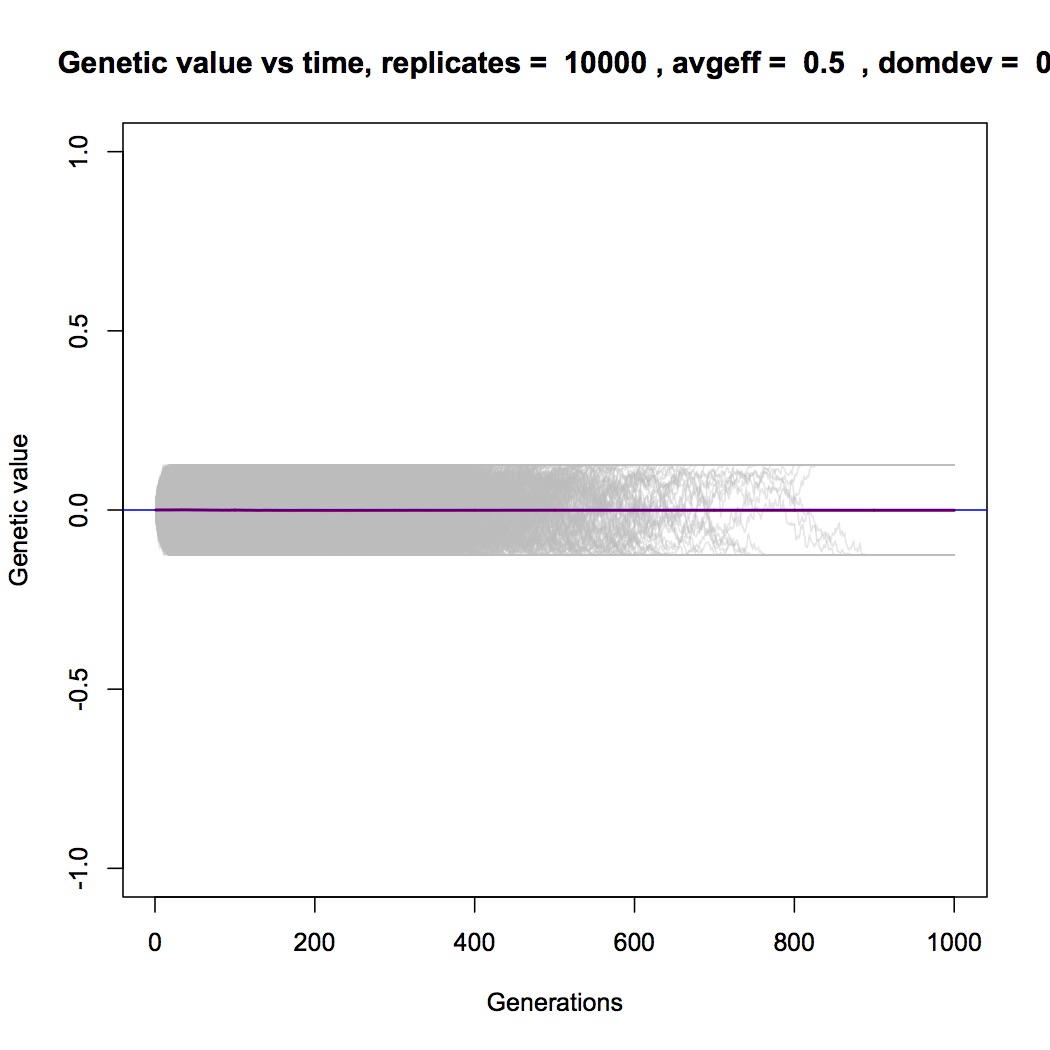 Genetic value vs time, replicates =  10000 , avgeff =  0.5  , domdev =  0
1.0
0.5
0.0
-0.5
-1.0
Genetic value
0 200 400 600 800 1000
Generations